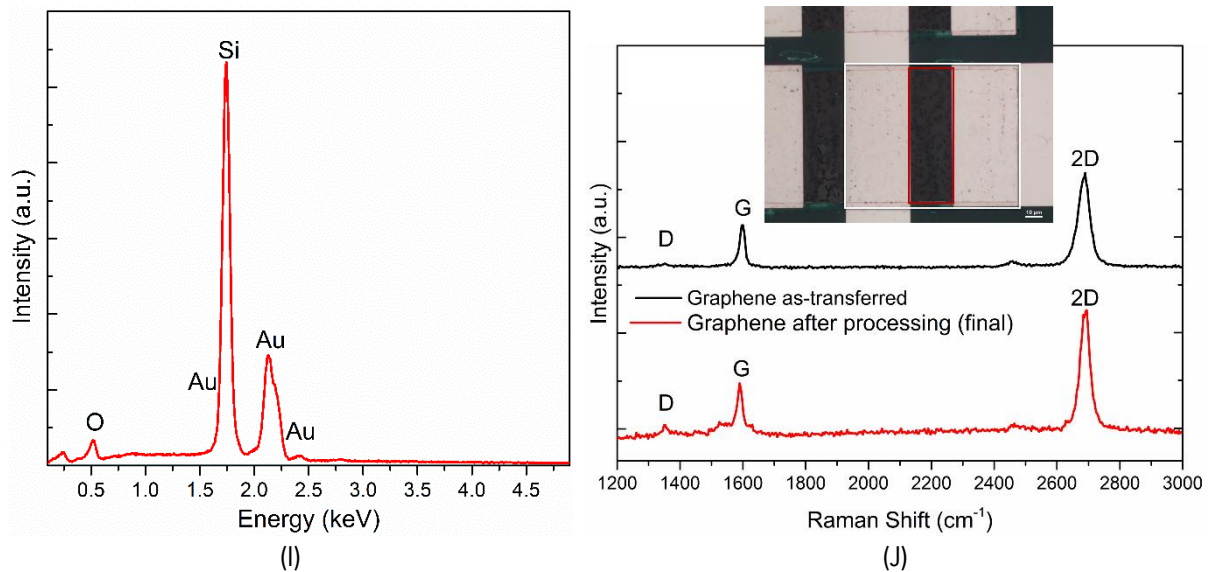 Si
Au
Au
O
Au
0.5 1.0 1.5 2.0 2.5 3.0 3.5 4.0 4.5
Energy (keV)
Intensity (a.u.)
(I)
10 µm
2D
G
D
Graphene as-transferred
Graphene after processing (final)
2D
G
D
1200 1400 1600 1800 2000 2200 2400 2600 2800 3000
Raman Shift (cm⁻¹)
Intensity (a.u.)
(J)